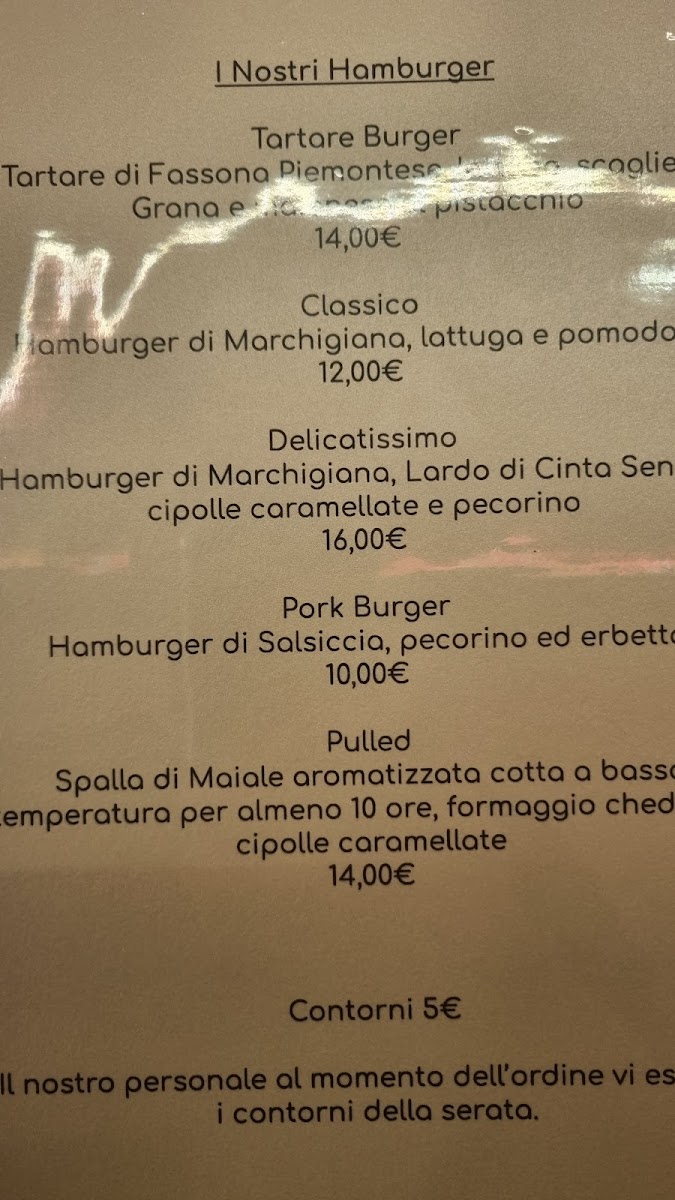 I Nostri Hamburger
Tartare Burger
Tartare di Fassona Piemontese scaglie
Grana e pistacchio
14,00€
Classico
Hamburger di Marchigiana, lattuga e pomodo
12,00€
Delicatissimo
Hamburger di Marchigiana, Lardo di Cinta Sen
cipolle caramellate e pecorino
16,00€
Pork Burger
Hamburger di Salsiccia, pecorino ed erbett
10,00€
Pulled
Spalla di Maiale aromatizzata cotta a bass
temperatura per almeno 10 ore, formaggio ched
cipolle caramellate
14,00€
Contorni 5€
Il nostro personale al momento dell'ordine vi es
i contorni della serata.